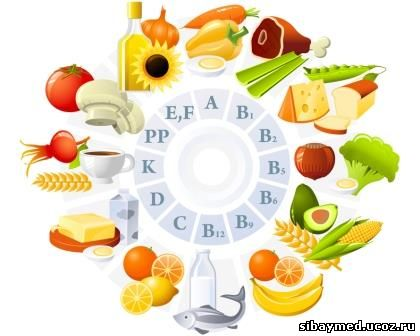 A
B1
B2
B5
B6
B9
B12
C
D
K
PP
E,F
sibaymed.ucoz.ru